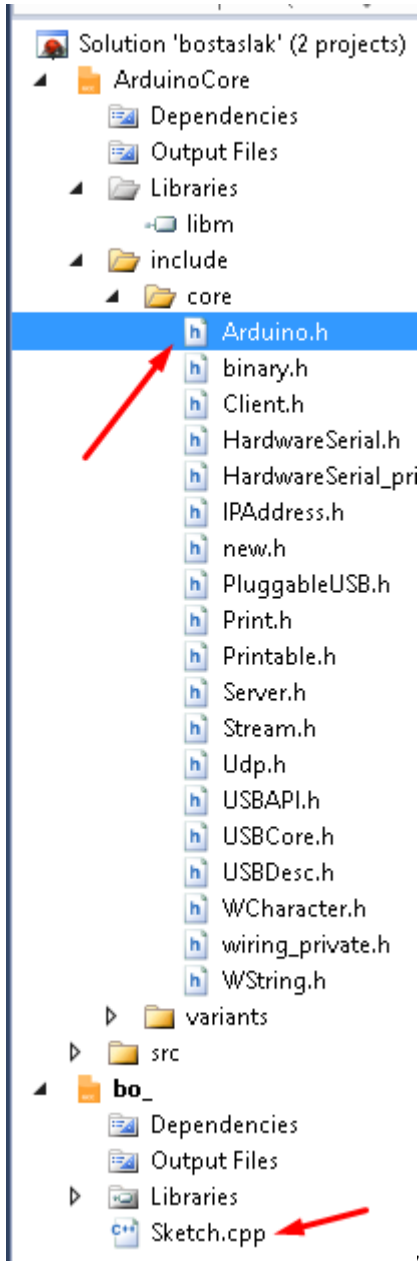 Solution 'bostaslak' (2 projects)
ArduinoCore
Dependencies
Output Files
Libraries
libm
include
core
Arduino.h
binary.h
Client.h
HardwareSerial.h
HardwareSerial_pri
IPAddress.h
new.h
PluggableUSB.h
Print.h
Printable.h
Server.h
Stream.h
Udp.h
USBAPI.h
USBCore.h
USBDesc.h
WCharacter.h
wiring_private.h
WString.h
variants
src
bo_
Dependencies
Output Files
Libraries
Sketch.cpp